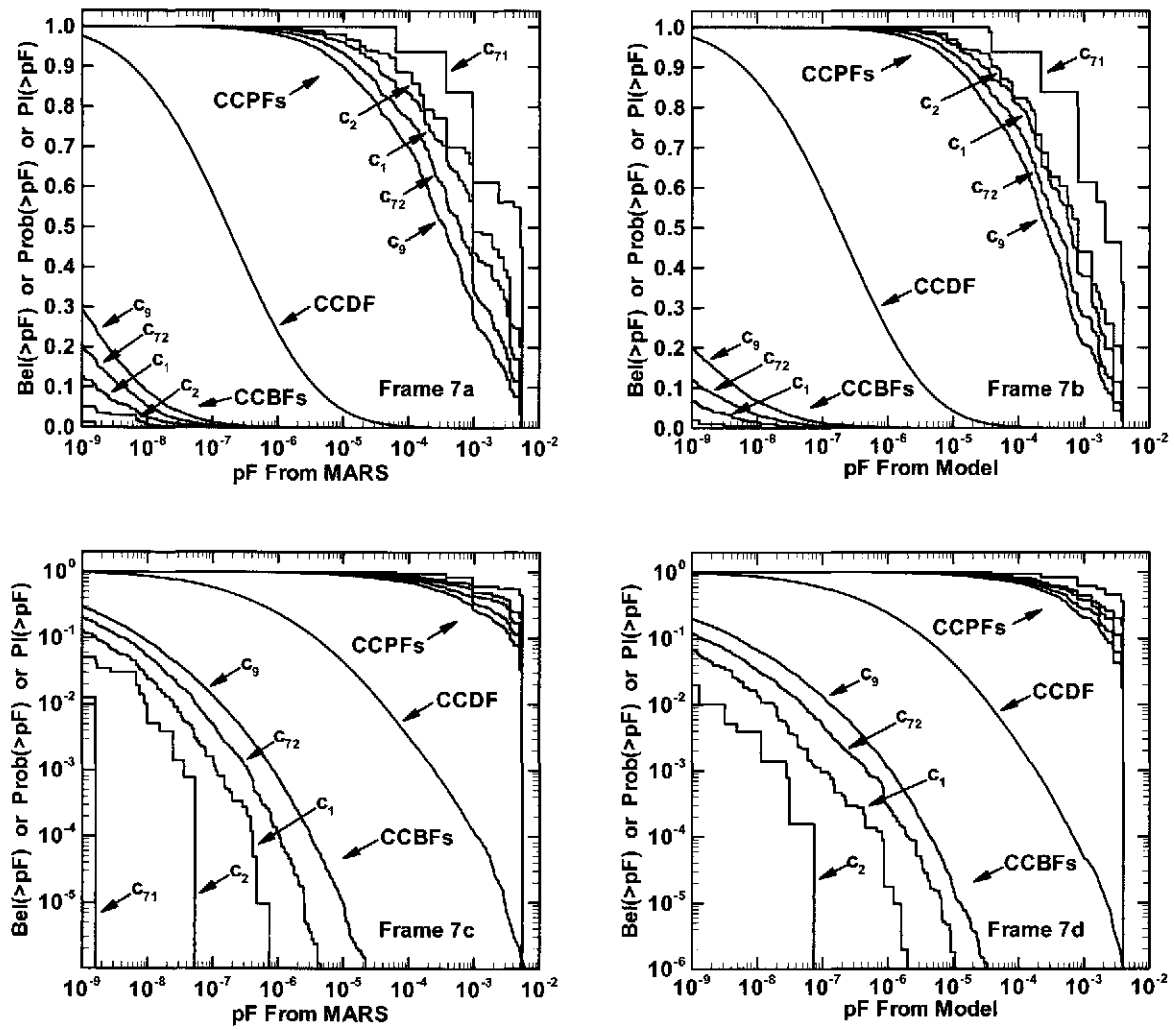 Bel(>pF) or Prob(>pF) or Pl(>pF)
1.0
0.9
0.8
0.7
0.6
0.5
0.4
0.3
0.2
0.1
0.0
C71
CCPFs
C2
C1
C72
C9
CCDF
C9
C72
C1
C2
CCBFs
Frame 7a
10-9 10-8 10-7 10-6 10-5 10-4 10-3 10-2
pF From MARS
Bel(>pF) or Prob(>pF) or Pl(>pF)
1.0
0.9
0.8
0.7
0.6
0.5
0.4
0.3
0.2
0.1
0.0
C71
CCPFs
C2
C1
C72
C9
CCDF
C9
C72
C1
CCBFs
Frame 7b
10-9 10-8 10-7 10-6 10-5 10-4 10-3 10-2
pF From Model
Bel(>pF) or Prob(>pF) or Pl(>pF)
100
10-1
10-2
10-3
10-4
10-5
CCPFs
C9
CCDF
C72
C1
CCBFs
C71
C2
Frame 7c
10-9 10-8 10-7 10-6 10-5 10-4 10-3 10-2
pF From MARS
Bel(>pF) or Prob(>pF) or Pl(>pF)
100
10-1
10-2
10-3
10-4
10-5
10-6
CCPFs
C9
CCDF
C72
C1
CCBFs
C2
Frame 7d
10-9 10-8 10-7 10-6 10-5 10-4 10-3 10-2
pF From Model